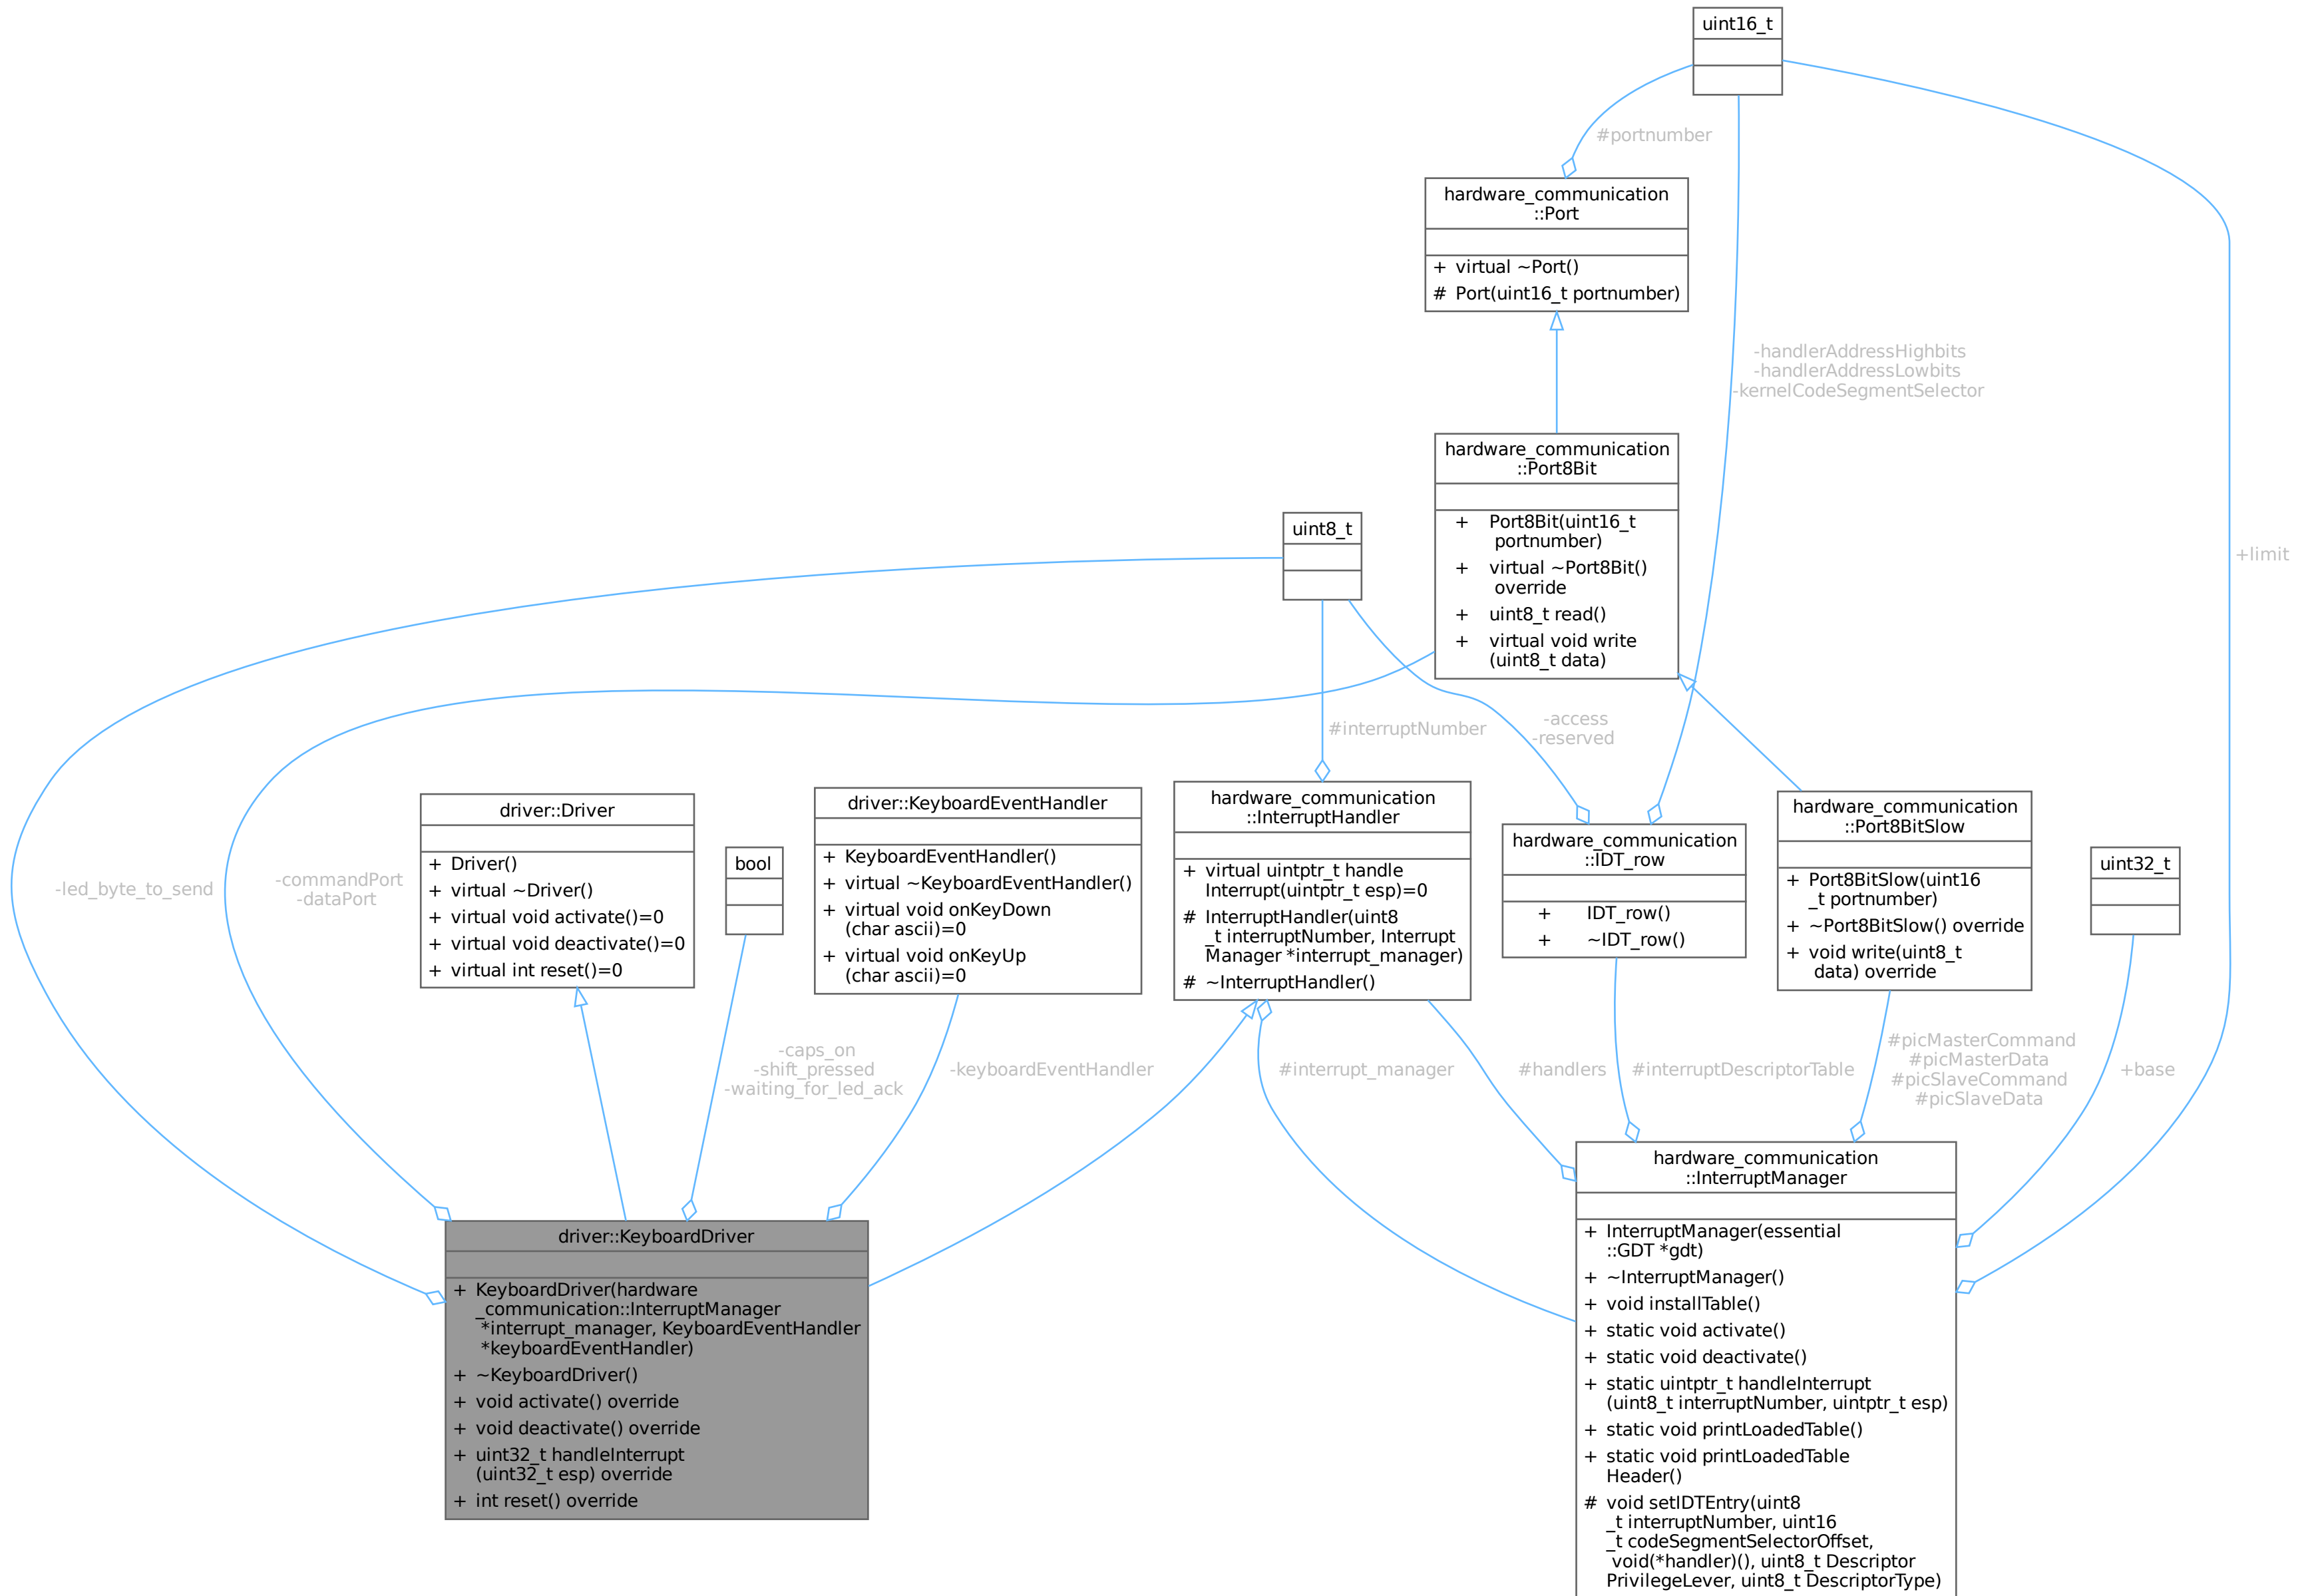 uint16_t
#portnumber
hardware_communication
::Port
+ virtual ~Port()
# Port(uint16_t portnumber)
-handlerAddressHighbits
-handlerAddressLowbits
-kernelCodeSegmentSelector
hardware_communication
::Port8Bit
+ Port8Bit(uint16_t
portnumber)
+ virtual ~Port8Bit()
override
+ uint8_t read()
+ virtual void write
(uint8_t data)
uint8_t
+limit
#interruptNumber
-access
-reserved
-led_byte_to_send
-commandPort
-dataPort
driver::Driver
+ Driver()
+ virtual ~Driver()
+ virtual void activate()=0
+ virtual void deactivate()=0
+ virtual int reset()=0
bool
driver::KeyboardEventHandler
+ KeyboardEventHandler()
+ virtual ~KeyboardEventHandler()
+ virtual void onKeyDown
(char ascii)=0
+ virtual void onKeyUp
(char ascii)=0
hardware_communication
::InterruptHandler
+ virtual uintptr_t handle
Interrupt(uintptr_t esp)=0
# InterruptHandler(uint8
_t interruptNumber, Interrupt
Manager *interrupt_manager)
# ~InterruptHandler()
hardware_communication
::IDT_row
+ IDT_row()
+ ~IDT_row()
hardware_communication
::Port8BitSlow
+ Port8BitSlow(uint16
_t portnumber)
+ ~Port8BitSlow() override
+ void write(uint8_t
data) override
uint32_t
-caps_on
-shift_pressed
-waiting_for_led_ack
-keyboardEventHandler
#interrupt_manager
#handlers
#interruptDescriptorTable
#picMasterCommand
#picMasterData
#picSlaveCommand
#picSlaveData
+base
driver::KeyboardDriver
+ KeyboardDriver(hardware
_communication::InterruptManager
*interrupt_manager, KeyboardEventHandler
*keyboardEventHandler)
+ ~KeyboardDriver()
+ void activate() override
+ void deactivate() override
+ uint32_t handleInterrupt
(uint32_t esp) override
+ int reset() override
hardware_communication
::InterruptManager
+ InterruptManager(essential
::GDT *gdt)
+ ~InterruptManager()
+ void installTable()
+ static void activate()
+ static void deactivate()
+ static uintptr_t handleInterrupt
(uint8_t interruptNumber, uintptr_t esp)
+ static void printLoadedTable()
+ static void printLoadedTable
Header()
# void setIDTEntry(uint8
_t interruptNumber, uint16
_t codeSegmentSelectorOffset,
void(*handler)(), uint8_t Descriptor
PrivilegeLever, uint8_t DescriptorType)